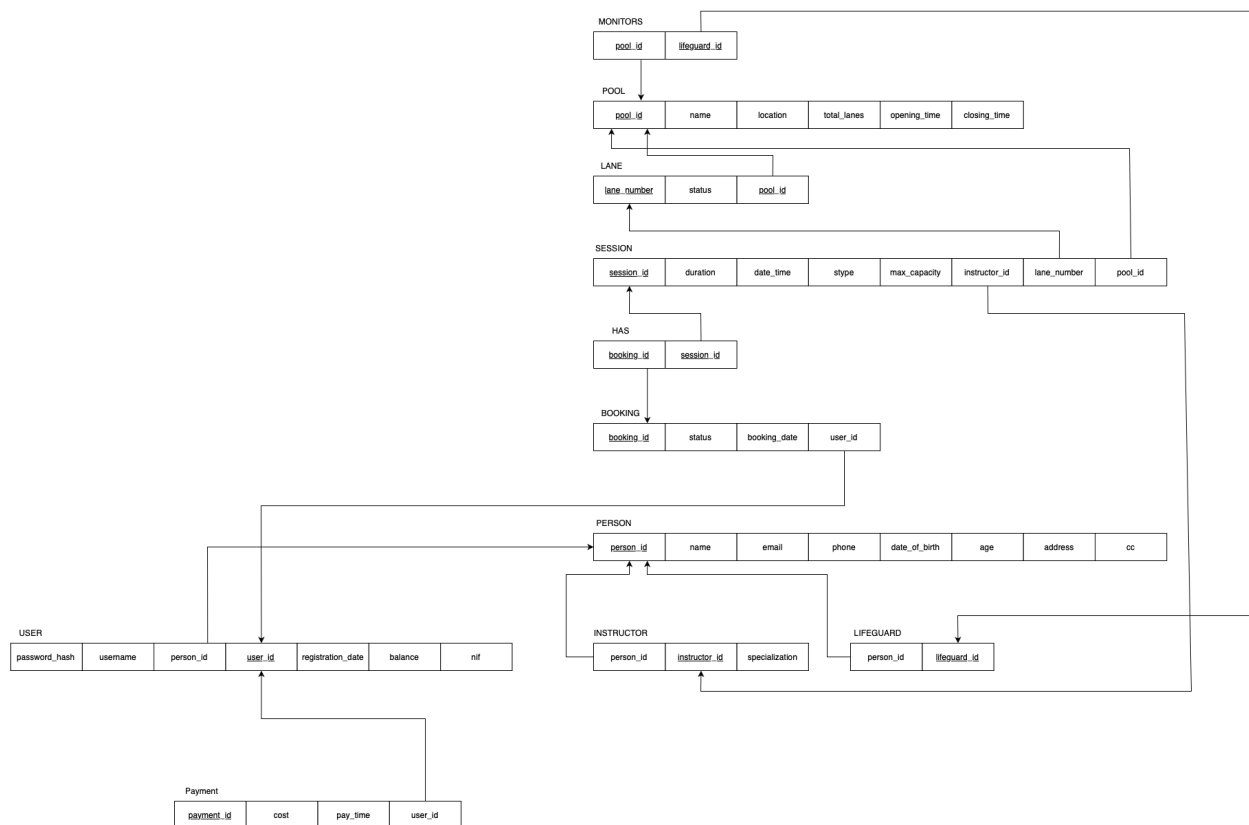 MONITORS
pool_id lifeguard_id
POOL
pool_id name location total_lanes opening_time closing_time
LANE
lane_number status pool_id
SESSION
session_id duration date_time stype max_capacity instructor_id lane_number pool_id
HAS
booking_id session_id
BOOKING
booking_id status booking_date user_id
PERSON
person_id name email phone date_of_birth age address cc
USER
password_hash username person_id user_id registration_date balance nif
INSTRUCTOR
person_id instructor_id specialization
LIFEGUARD
person_id lifeguard_id
Payment
payment_id cost pay_time user_id